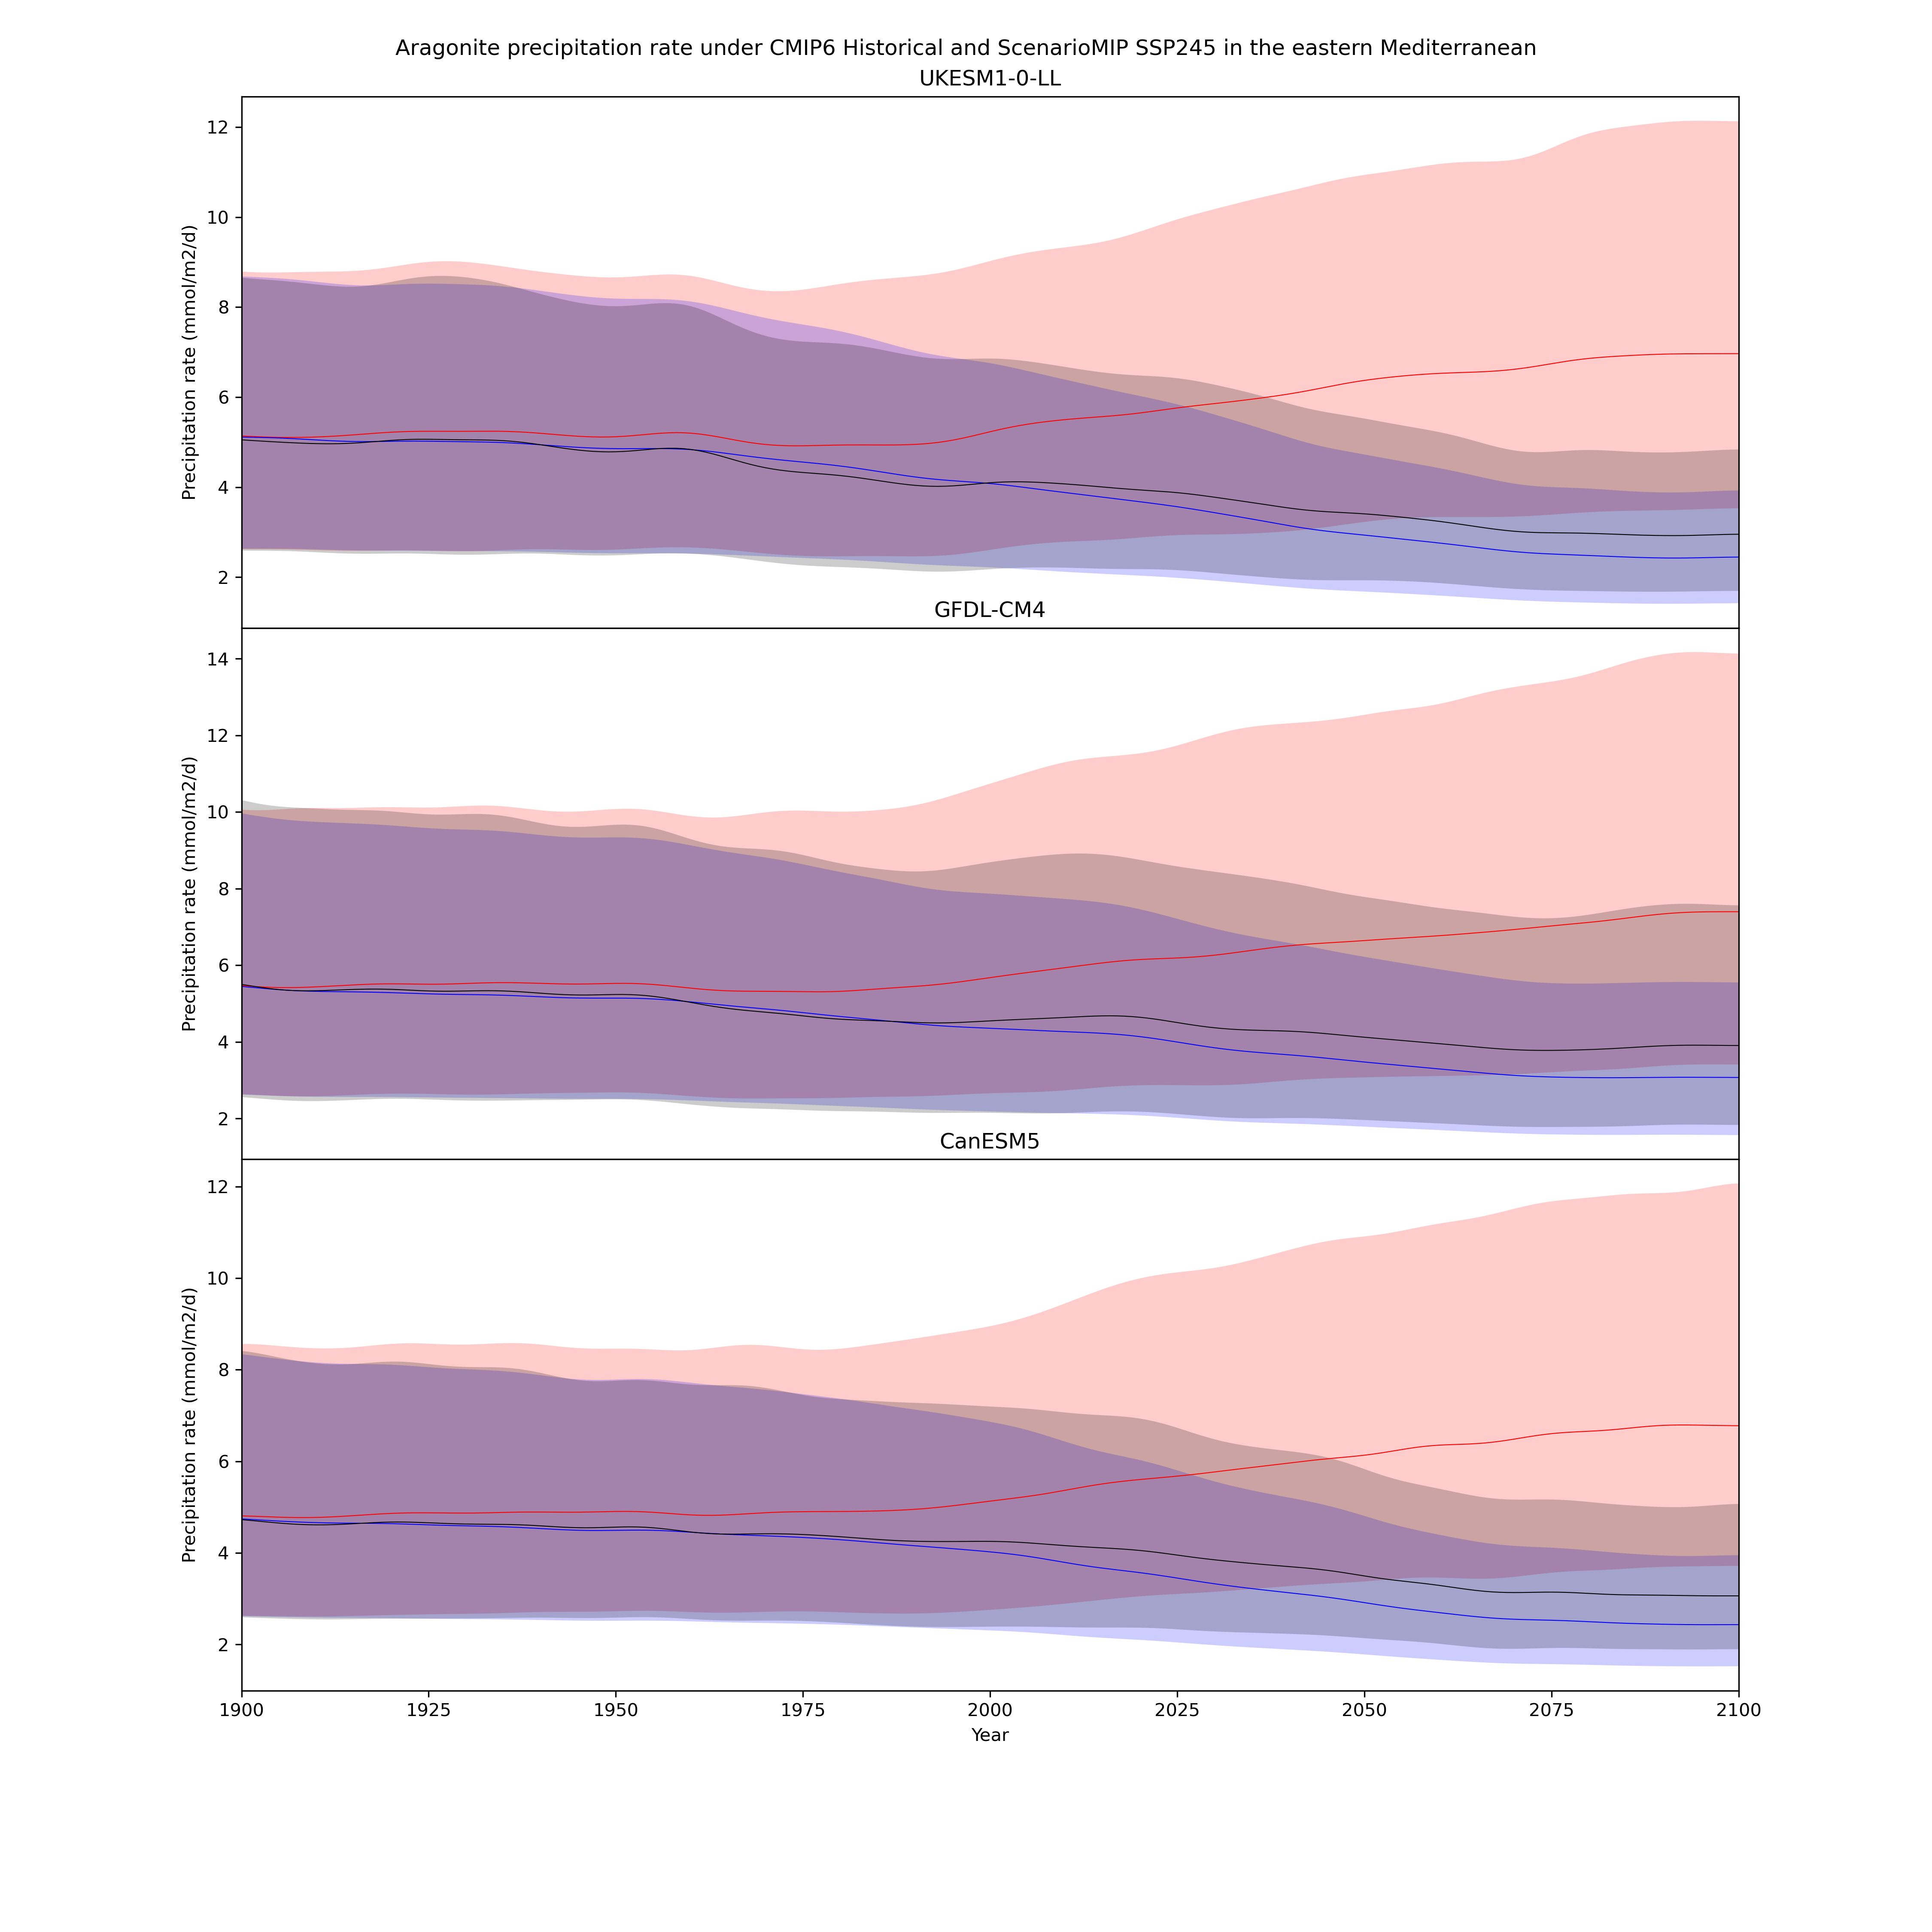 Aragonite precipitation rate under CMIP6 Historical and ScenarioMIP SSP245 in the eastern Mediterranean
UKESM1-0-LL
12
10
8
6
4
2
Precipitation rate (mmol/m2/d)
GFDL-CM4
14
12
10
8
6
4
2
Precipitation rate (mmol/m2/d)
CanESM5
12
10
8
6
4
2
Precipitation rate (mmol/m2/d)
1900 1925 1950 1975 2000 2025 2050 2075 2100
Year